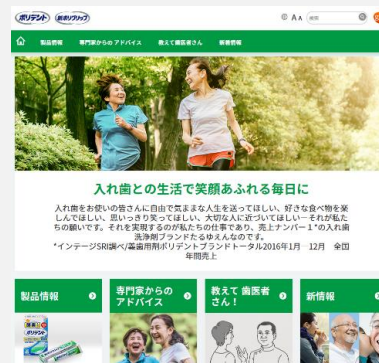 ポリデント 新ポリグリップ
A A 検索
製品情報 専門家からのアドバイス 教えて歯医者さん 新着情報
入れ歯との生活で笑顔あふれる毎日に
入れ歯をお使いの皆さんに自由で気ままな人生を送ってほしい、好きな食べ物を楽
しんでほしい、思いっきり笑ってほしい、大切な人に近づいてほしい—それが私た
ちの願いです。それを実現するのが私たちの仕事であり、売上ナンバー１*の入れ歯
洗浄剤ブランドたるゆえんなのです。
*インテージSRI調べ/義歯用剤ポリデントブランドトータル2016年1月‐12月 全国
年間売上
製品情報
専門家からの
アドバイス
教えて 歯医者
さん！
新情報
ポリデント